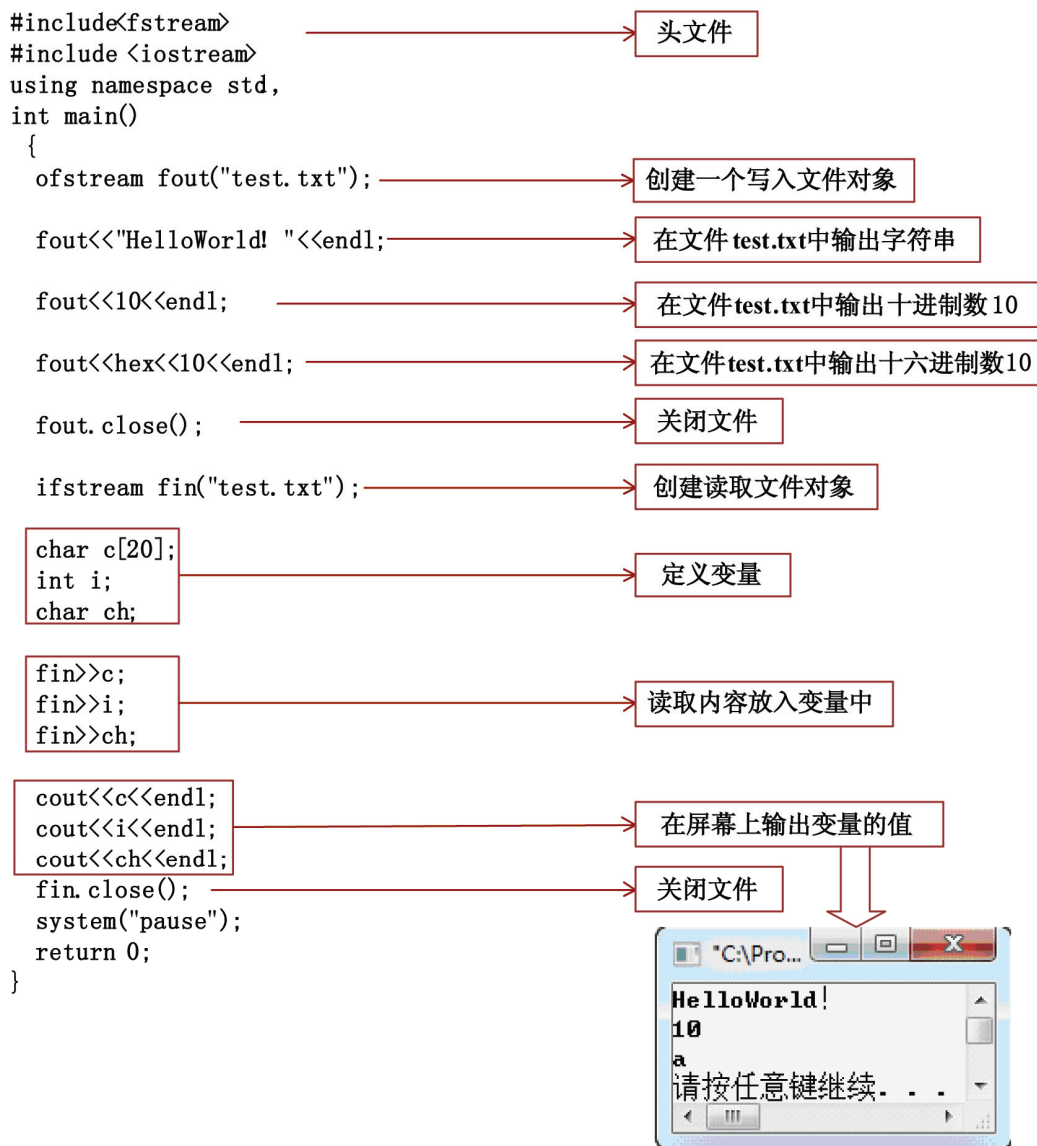 #include<fstream>
头文件
#include <iostream>
using namespace std,
int main()
{
ofstream fout("test.txt");
创建一个写入文件对象
fout<<"HelloWorld! "<<endl;
在文件test.txt中输出字符串
fout<<10<<endl;
在文件test.txt中输出十进制数10
fout<<hex<<10<<endl;
在文件test.txt中输出十六进制数10
fout.close();
关闭文件
ifstream fin("test.txt");
创建读取文件对象
char c[20];
int i;
定义变量
char ch;
fin>>c;
fin>>i;
读取内容放入变量中
fin>>ch;
cout<<c<<endl;
cout<<i<<endl;
在屏幕上输出变量的值
cout<<ch<<endl;
fin.close();
关闭文件
system("pause");
return 0;
}
"C:\Pro...
HelloWorld!
10
a
请按任意键继续. . .